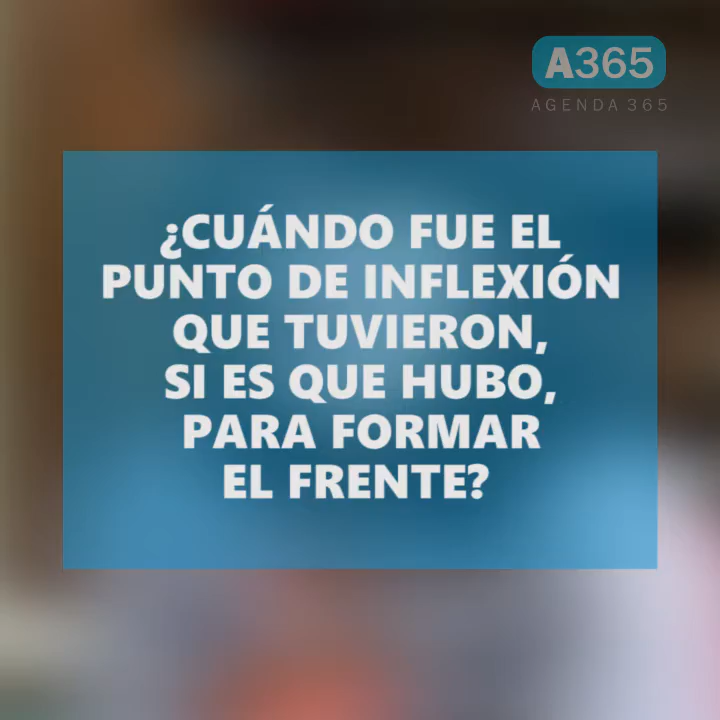 A365
AGENDA 365
¿CUÁNDO FUE EL
PUNTO DE INFLEXIÓN
QUE TUVIERON,
SI ES QUE HUBO,
PARA FORMAR
EL FRENTE?